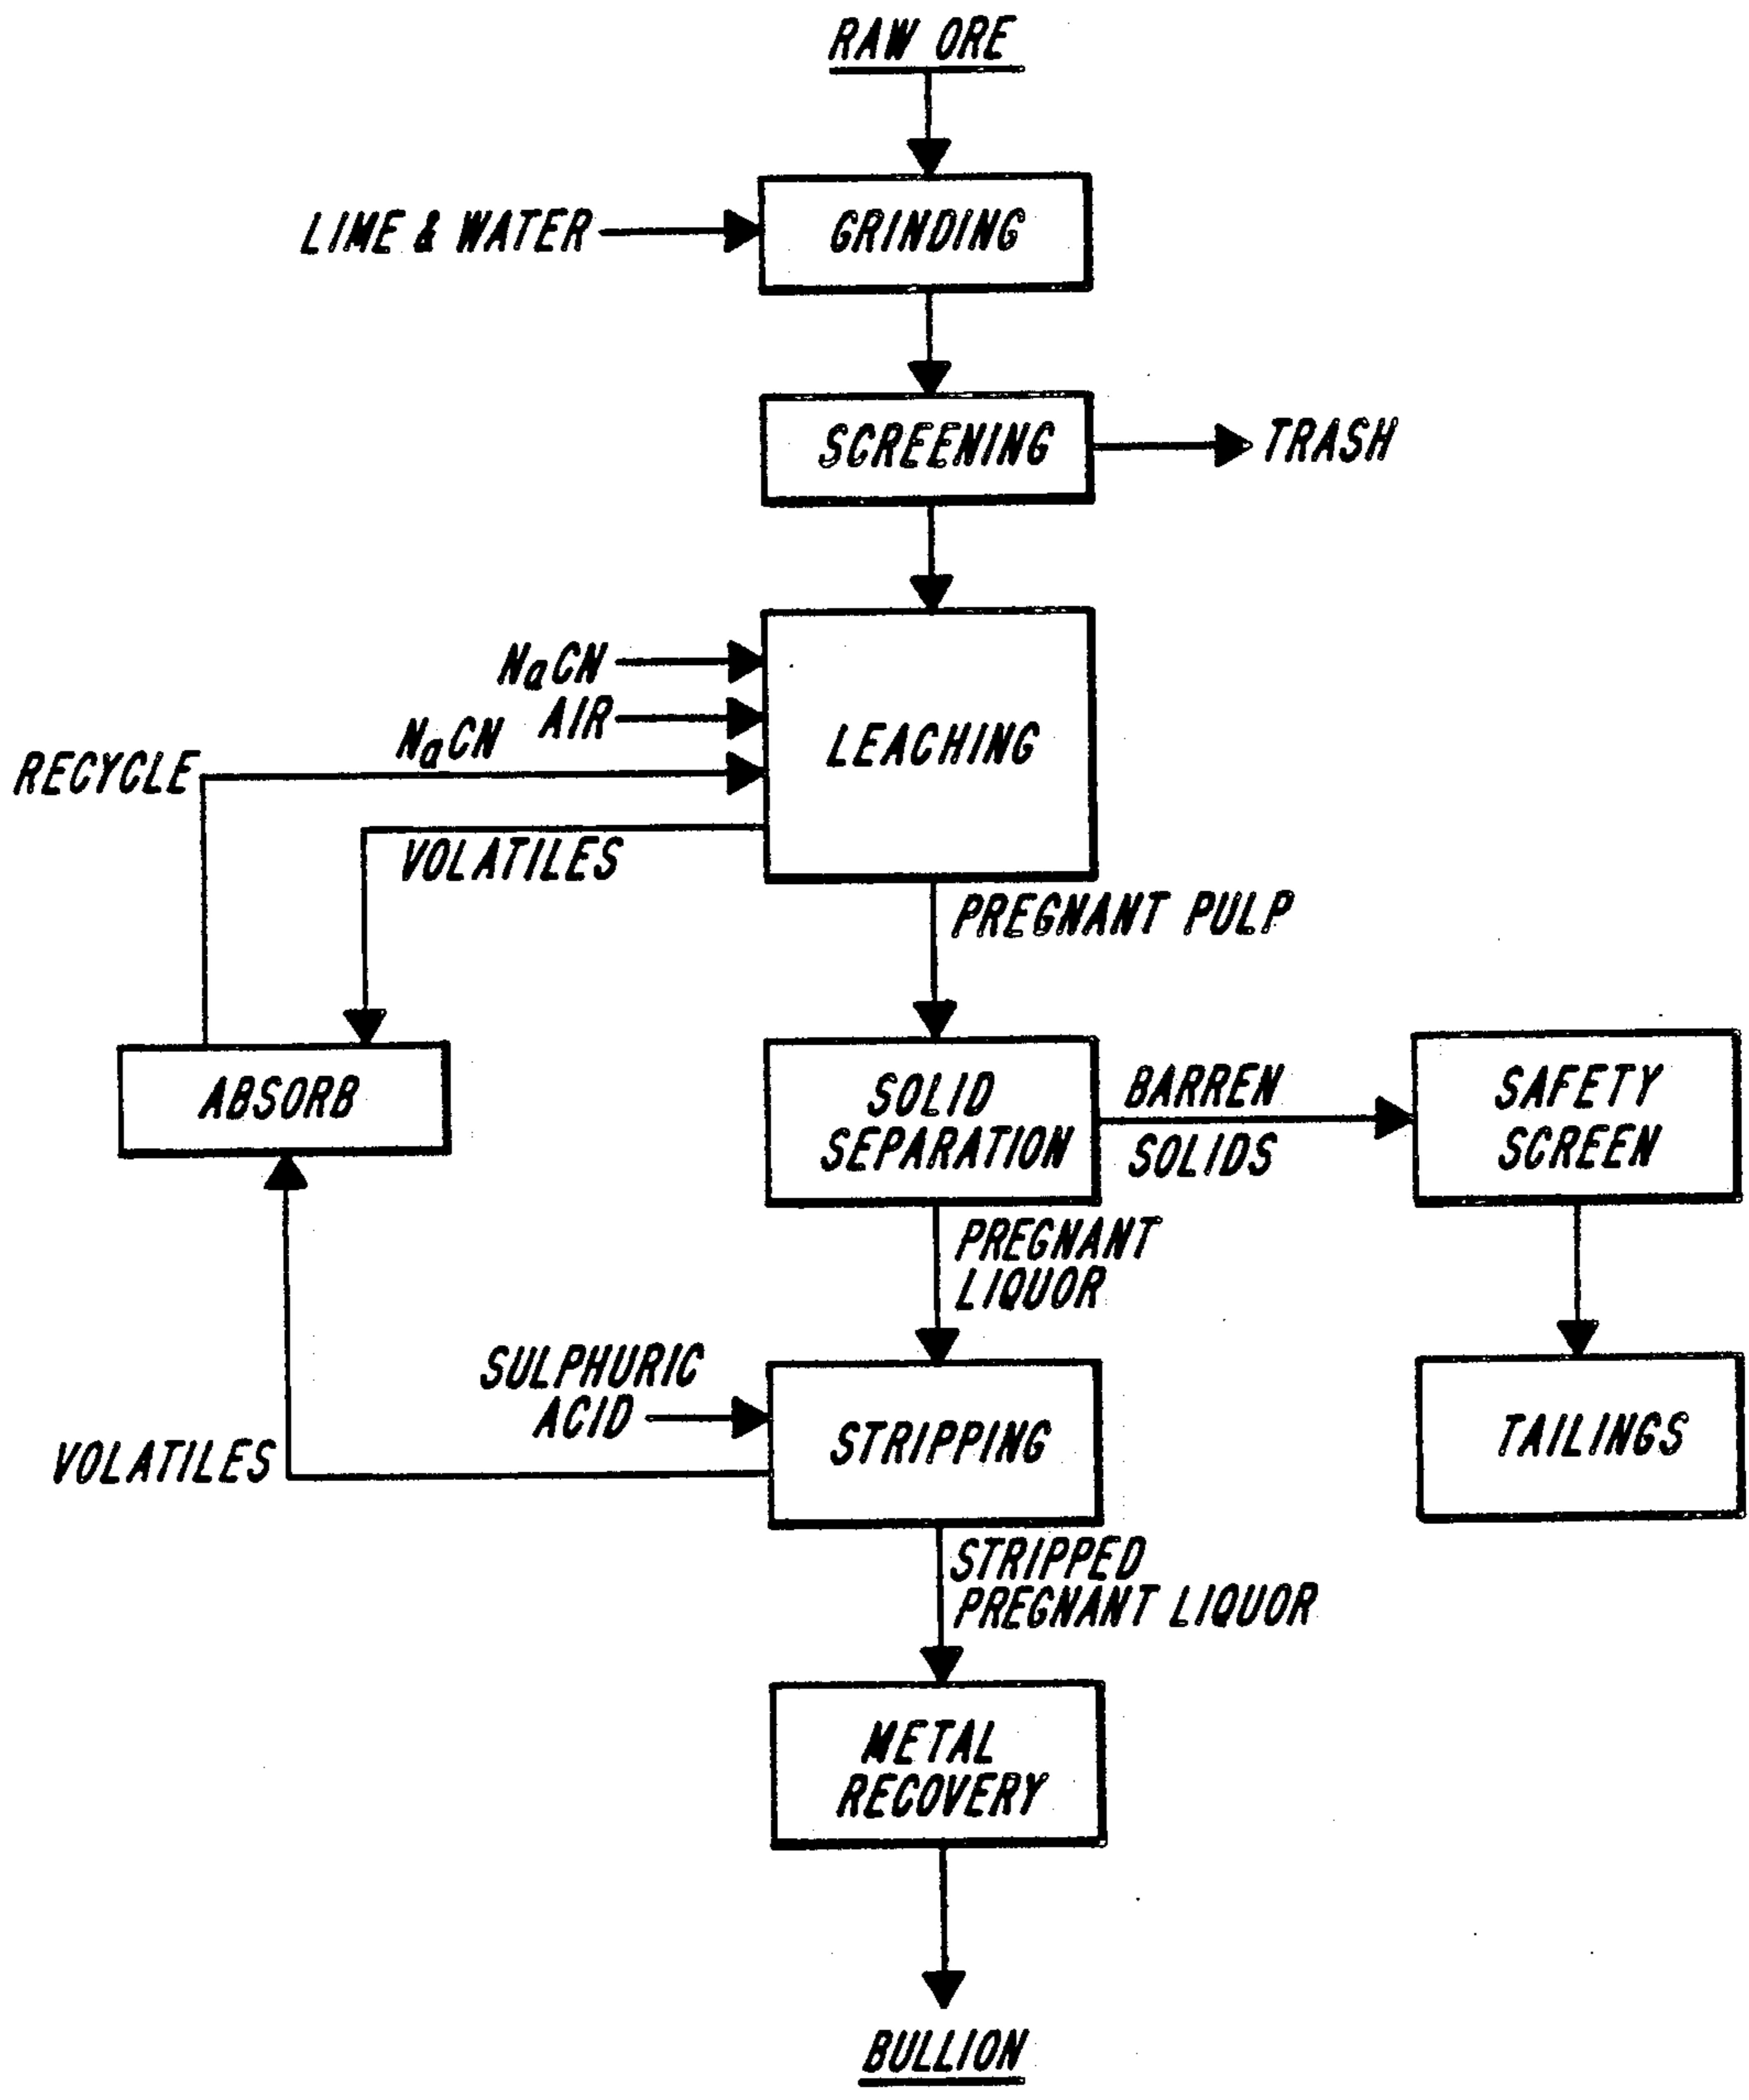 RAW ORE
LIME & WATER
GRINDING
SCREENING
TRASH
NaCN
AIR
NaCN
RECYCLE
LEACHING
VOLATILES
PREGNANT PULP
ABSORB
SOLID
SEPARATION
BARREN
SOLIDS
SAFETY
SCREEN
PREGNANT
LIQUOR
SULPHURIC
ACID
STRIPPING
TAILINGS
VOLATILES
STRIPPED
PREGNANT LIQUOR
METAL
RECOVERY
BULLION